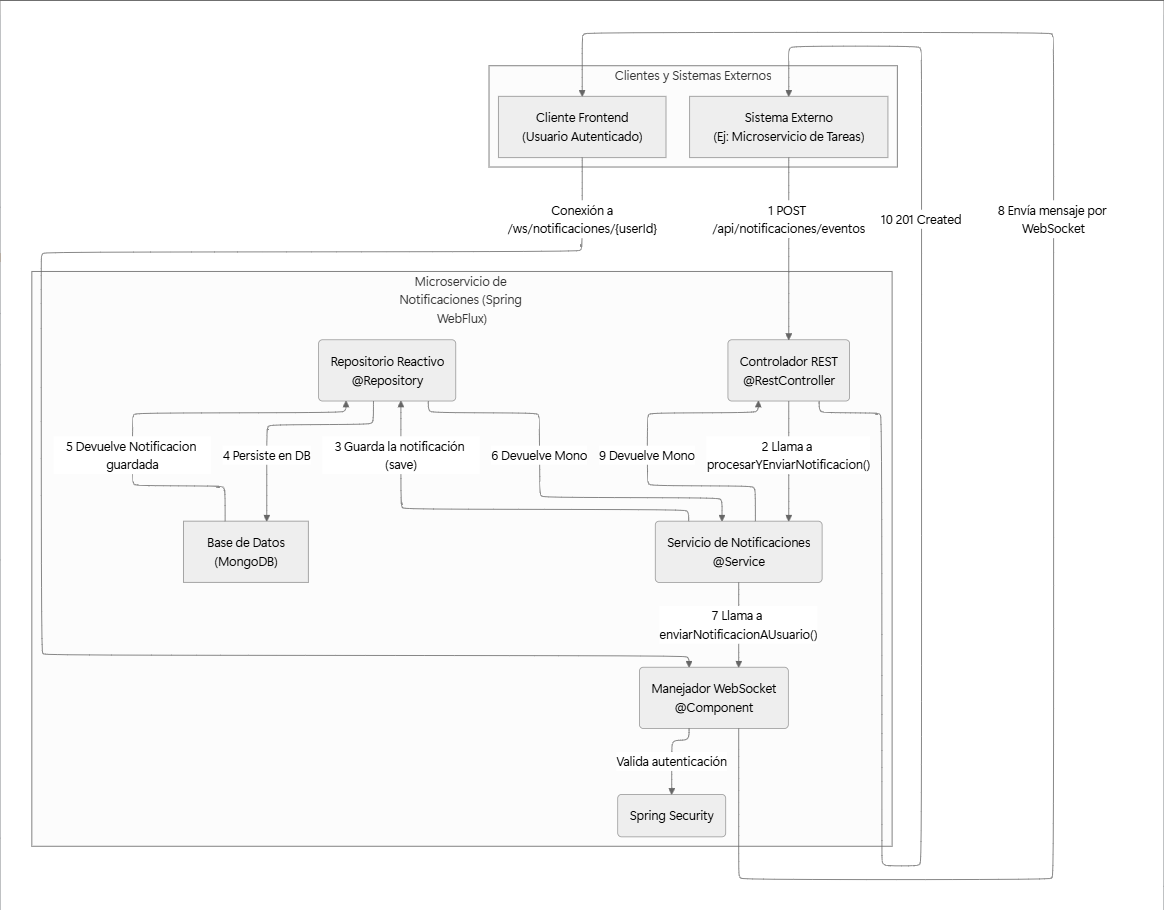 Clientes y Sistemas Externos
Cliente Frontend
(Usuario Autenticado)
Sistema Externo
(Ej: Microservicio de Tareas)
Conexión a
/ws/notificaciones/{userId}
1 POST
/api/notificaciones/eventos
10 201 Created
8 Envía mensaje por
WebSocket
Microservicio de
Notificaciones (Spring
WebFlux)
Repositorio Reactivo
@Repository
Controlador REST
@RestController
5 Devuelve Notificacion
guardada
4 Persiste en DB
3 Guarda la notificación
(save)
6 Devuelve Mono
9 Devuelve Mono
2 Llama a
procesarYEnviarNotificacion()
Base de Datos
(MongoDB)
Servicio de Notificaciones
@Service
7 Llama a
enviarNotificacionAUsuario()
Manejador WebSocket
@Component
Valida autenticación
Spring Security